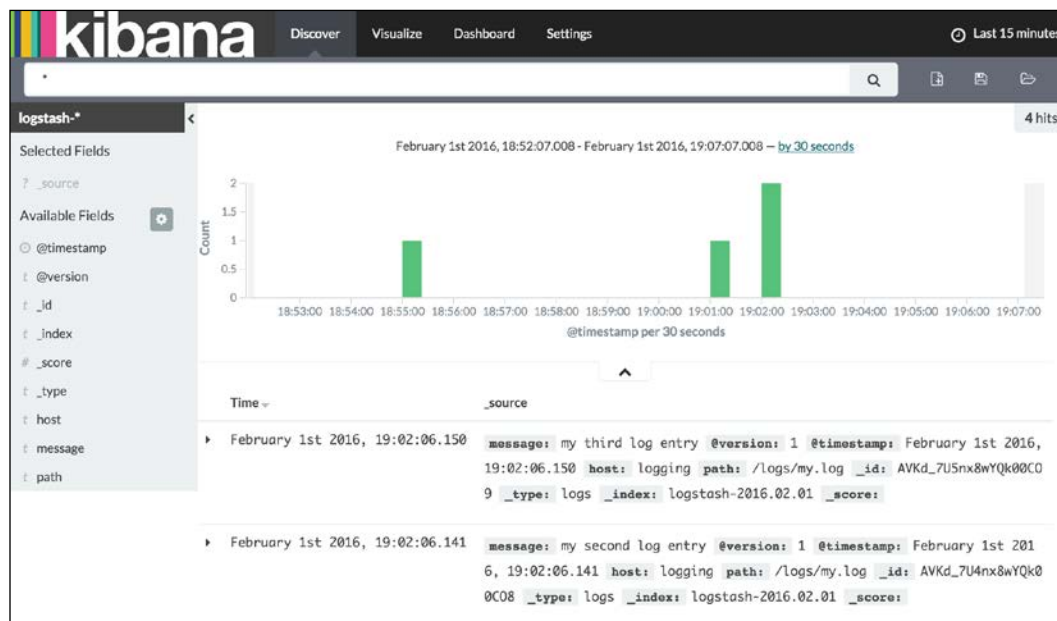 kibana
Discover Visualize Dashboard Settings Last 15 minutes
*
logstash-*
4 hits
Selected Fields
? _source
Available Fields
@timestamp
t @version
t _id
t _index
# _score
t _type
t host
t message
t path
February 1st 2016, 18:52:07.008 - February 1st 2016, 19:07:07.008 — by 30 seconds
Count
2
1.5
1
0.5
0
18:53:00 18:54:00 18:55:00 18:56:00 18:57:00 18:58:00 18:59:00 19:00:00 19:01:00 19:02:00 19:03:00 19:04:00 19:05:00 19:06:00 19:07:00
@timestamp per 30 seconds
Time _source
February 1st 2016, 19:02:06.150 message: my third log entry @version: 1 @timestamp: February 1st 2016,
19:02:06.150 host: logging path: /logs/my.log _id: AVKd_7U5nx8wYQk00CO
9 _type: logs _index: logstash-2016.02.01 _score:
February 1st 2016, 19:02:06.141 message: my second log entry @version: 1 @timestamp: February 1st 201
6, 19:02:06.141 host: logging path: /logs/my.log _id: AVKd_7U4nx8wYQk0
0CO8 _type: logs _index: logstash-2016.02.01 _score: